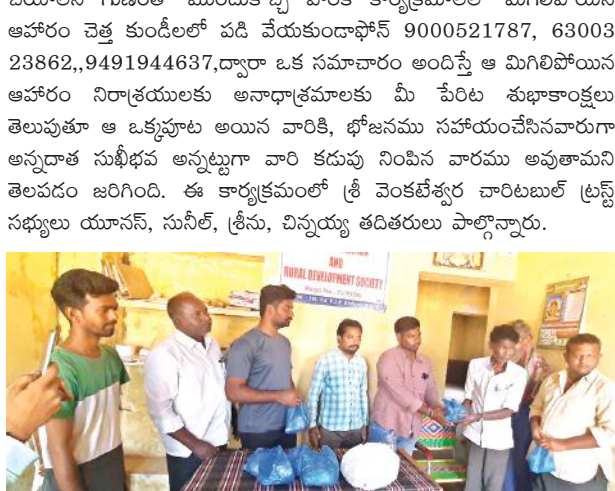 ఆహారం చెత్త కుండీలలో పడి వేయకుండాఫోన్ 9000521787, 63003
23862,,9491944637,ద్వారా ఒక సమాచారం అందిస్తే ఆ మిగిలిపోయిన
ఆహారం నిరాశ్రయులకు అనాధాశ్రమాలకు మీ పేరిట శుభాకాంక్షలు
తెలుపుతూ ఆ ఒక్కపూట అయిన వారికి, భోజనము సహాయంచేసినవారుగా
అన్నదాత సుఖీభవ అన్నట్టుగా వారి కడుపు నింపిన వారము అవుతామని
తెలపడం జరిగింది. ఈ కార్యక్రమంలో శ్రీ వెంకటేశ్వర చారిటబుల్ ట్రస్ట్
సభ్యులు యూనస్, సునీల్, శ్రీను, చిన్నయ్య తదితరులు పాల్గొన్నారు.
AND
RURAL DEVELOPMENT SOCIETY